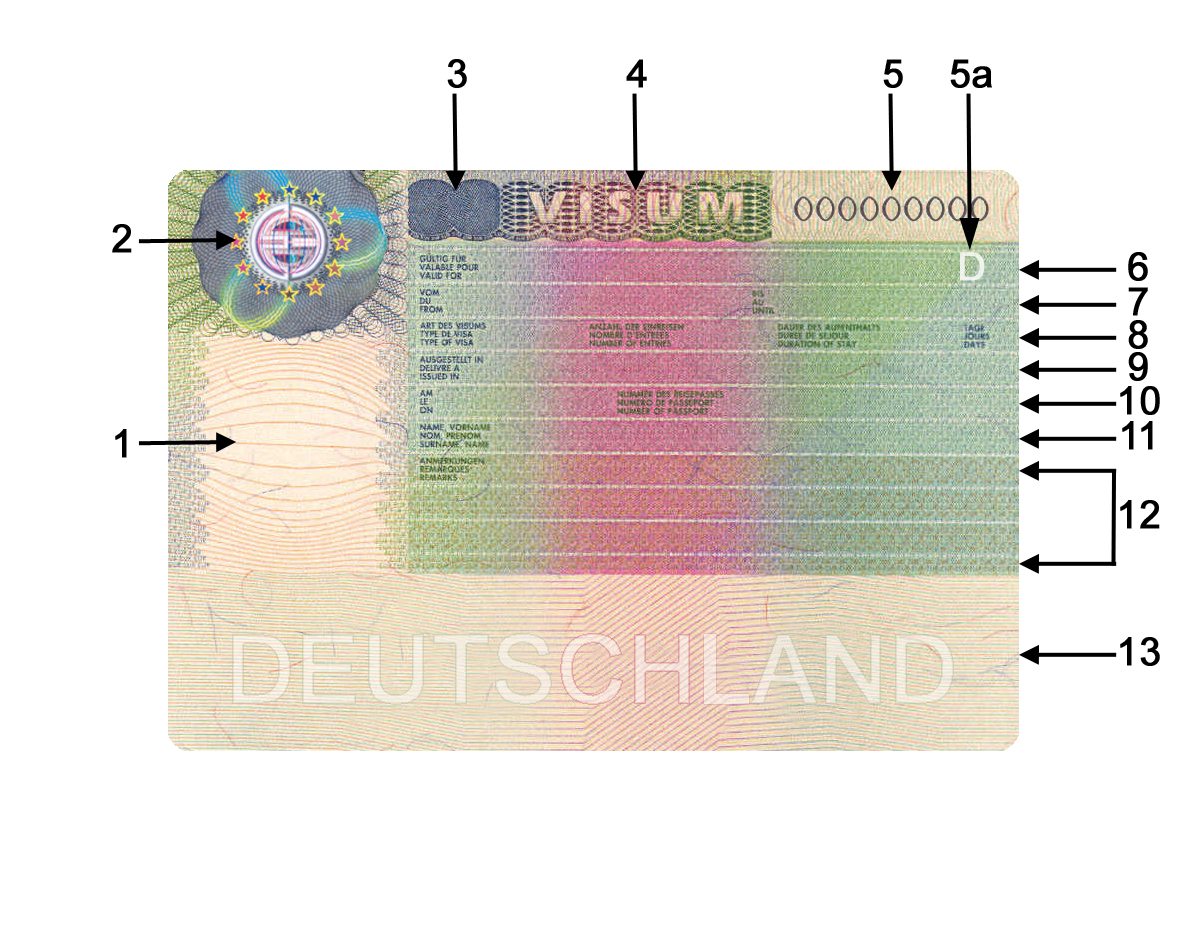 3 4 5 5a
VISUM 000000000
2
D
GÜLTIG FÜR
VALABLE POUR
VALID FOR
6
VOM BIS
DU AU
FROM UNTIL
7
ART DES VISUMS ANZAHL DER EINREISEN DAUER DES AUFENTHALTS TAGE
TYPE DE VISA NOMBRE D'ENTREES DUREE DE SEJOUR JOURS
TYPE OF VISA NUMBER OF ENTRIES DURATION OF STAY DAYS
8
AUSGESTELLT IN
DELIVRE A
ISSUED IN
9
AM NUMMER DES REISEPASSES
LE NUMERO DE PASSEPORT
ON NUMBER OF PASSPORT
10
NAME, VORNAME
NOM, PRENOM
SURNAME, NAME
11
1
ANMERKUNGEN
REMARQUES
REMARKS
12
DEUTSCHLAND
13